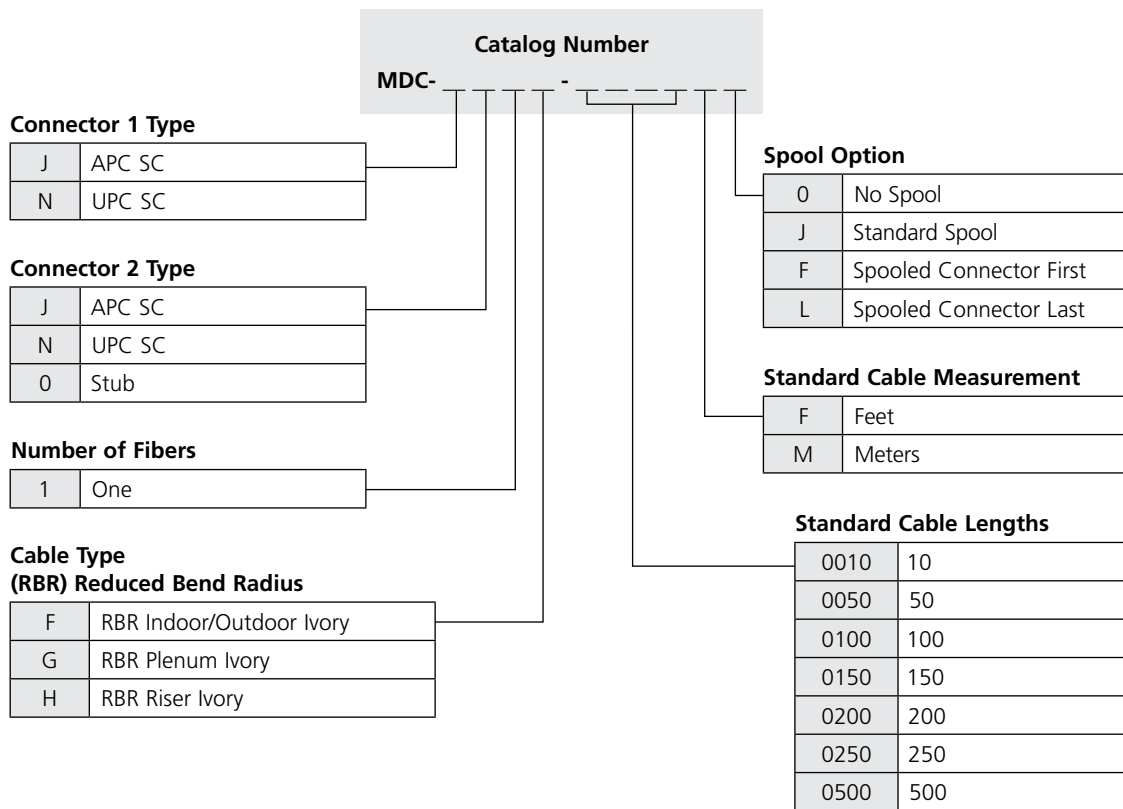 Catalog Number
MDC- _ _ _ _ - _ _ _ _ _ _
Connector 1 Type
J APC SC
N UPC SC
Connector 2 Type
J APC SC
N UPC SC
0 Stub
Number of Fibers
1 One
Cable Type
(RBR) Reduced Bend Radius
F RBR Indoor/Outdoor Ivory
G RBR Plenum Ivory
H RBR Riser Ivory
Spool Option
0 No Spool
J Standard Spool
F Spooled Connector First
L Spooled Connector Last
Standard Cable Measurement
F Feet
M Meters
Standard Cable Lengths
0010 10
0050 50
0100 100
0150 150
0200 200
0250 250
0500 500